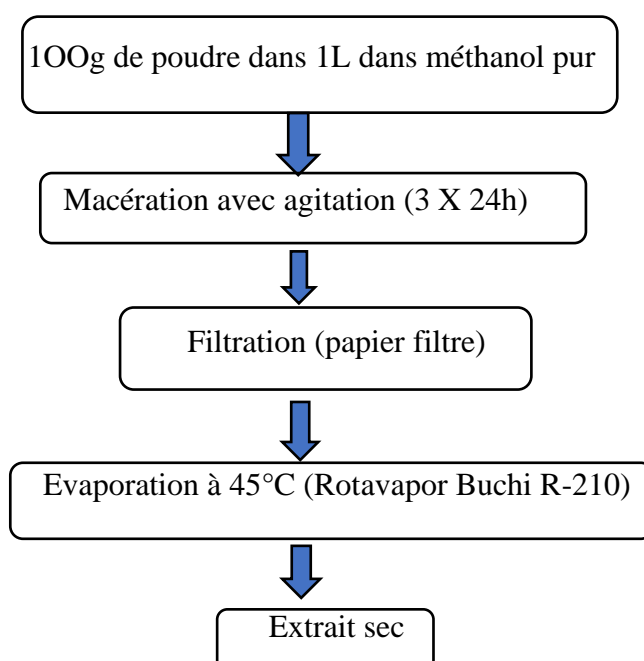 1OOg de poudre dans 1L dans méthanol pur
Macération avec agitation (3 X 24h)
Filtration (papier filtre)
Evaporation à 45°C (Rotavapor Buchi R-210)
Extrait sec